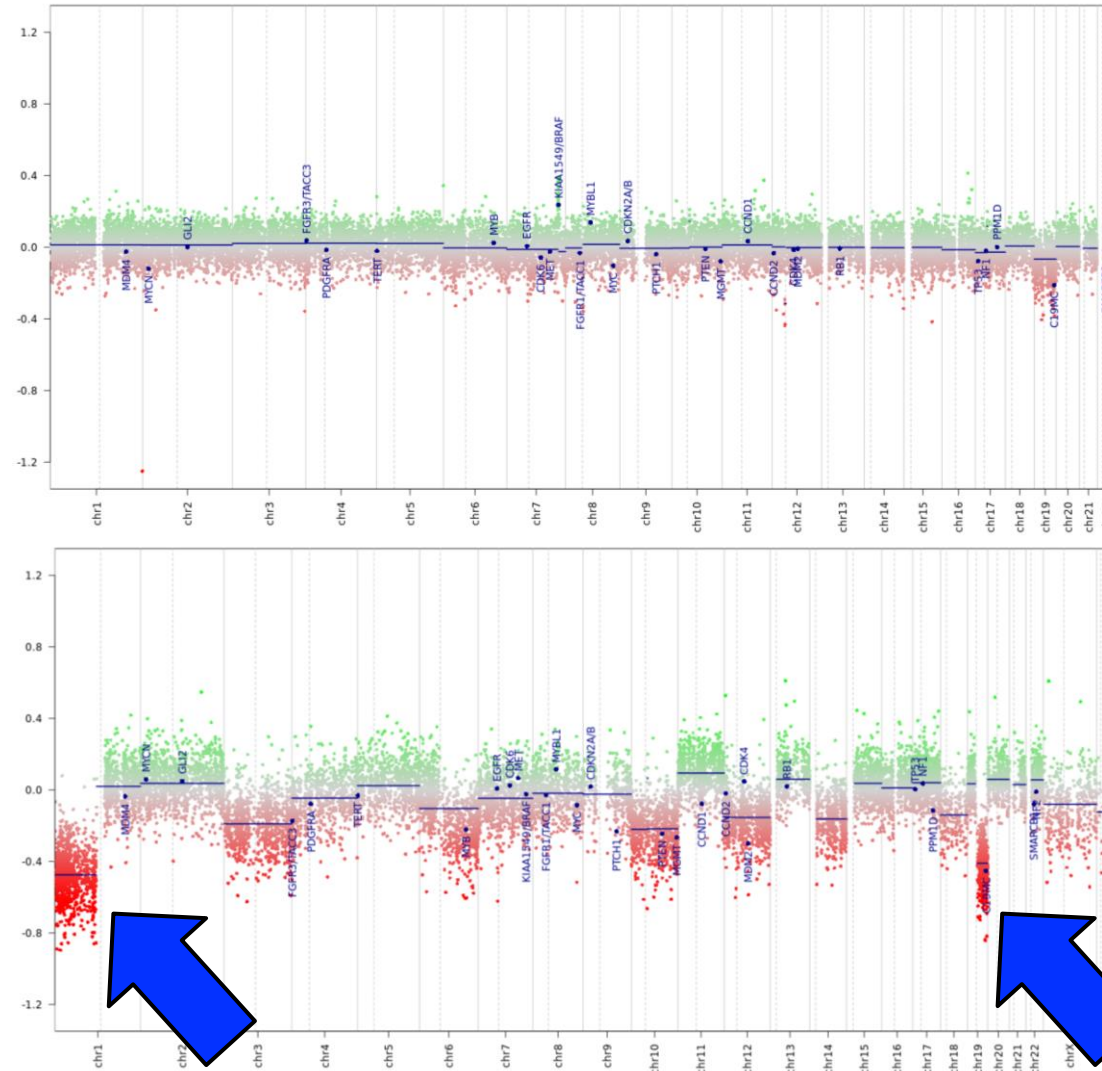 1.2
0.8
0.4
0.0
-0.4
-0.8
-1.2
MDM4
MYCN
GLI2
FGFR3/TACC3
PDGFRA
TERT
MYB
EGFR
CDK6
MET
KIAA1549/BRAF
FGFR1/TACC1
MYBL1
MYC
CDKN2A/B
PTCH1
PTEN
MGMT
CCND1
CCND2
MDM2
RB1
TP53
NF1
PPM1D
C19MC
chr1
chr2
chr3
chr4
chr5
chr6
chr7
chr8
chr9
chr10
chr11
chr12
chr13
chr14
chr15
chr16
chr17
chr18
chr19
chr20
chr21
1.2
0.8
0.4
0.0
-0.4
-0.8
-1.2
MDM4
MYCN
GLI2
FGFR3/TACC3
PDGFRA
TERT
MYB
EGFR
CDK6
MET
KIAA1549/BRAF
FGFR1/TACC1
MYBL1
MYC
CDKN2A/B
PTCH1
PTEN
MGMT
CCND1
CCND2
CDK4
MDM2
RB1
TP53
NF1
PPM1D
chr1
chr2
chr3
chr4
chr5
chr6
chr7
chr8
chr9
chr10
chr11
chr12
chr13
chr14
chr15
chr16
chr17
chr18
chr19
chr20
chr21
chr22